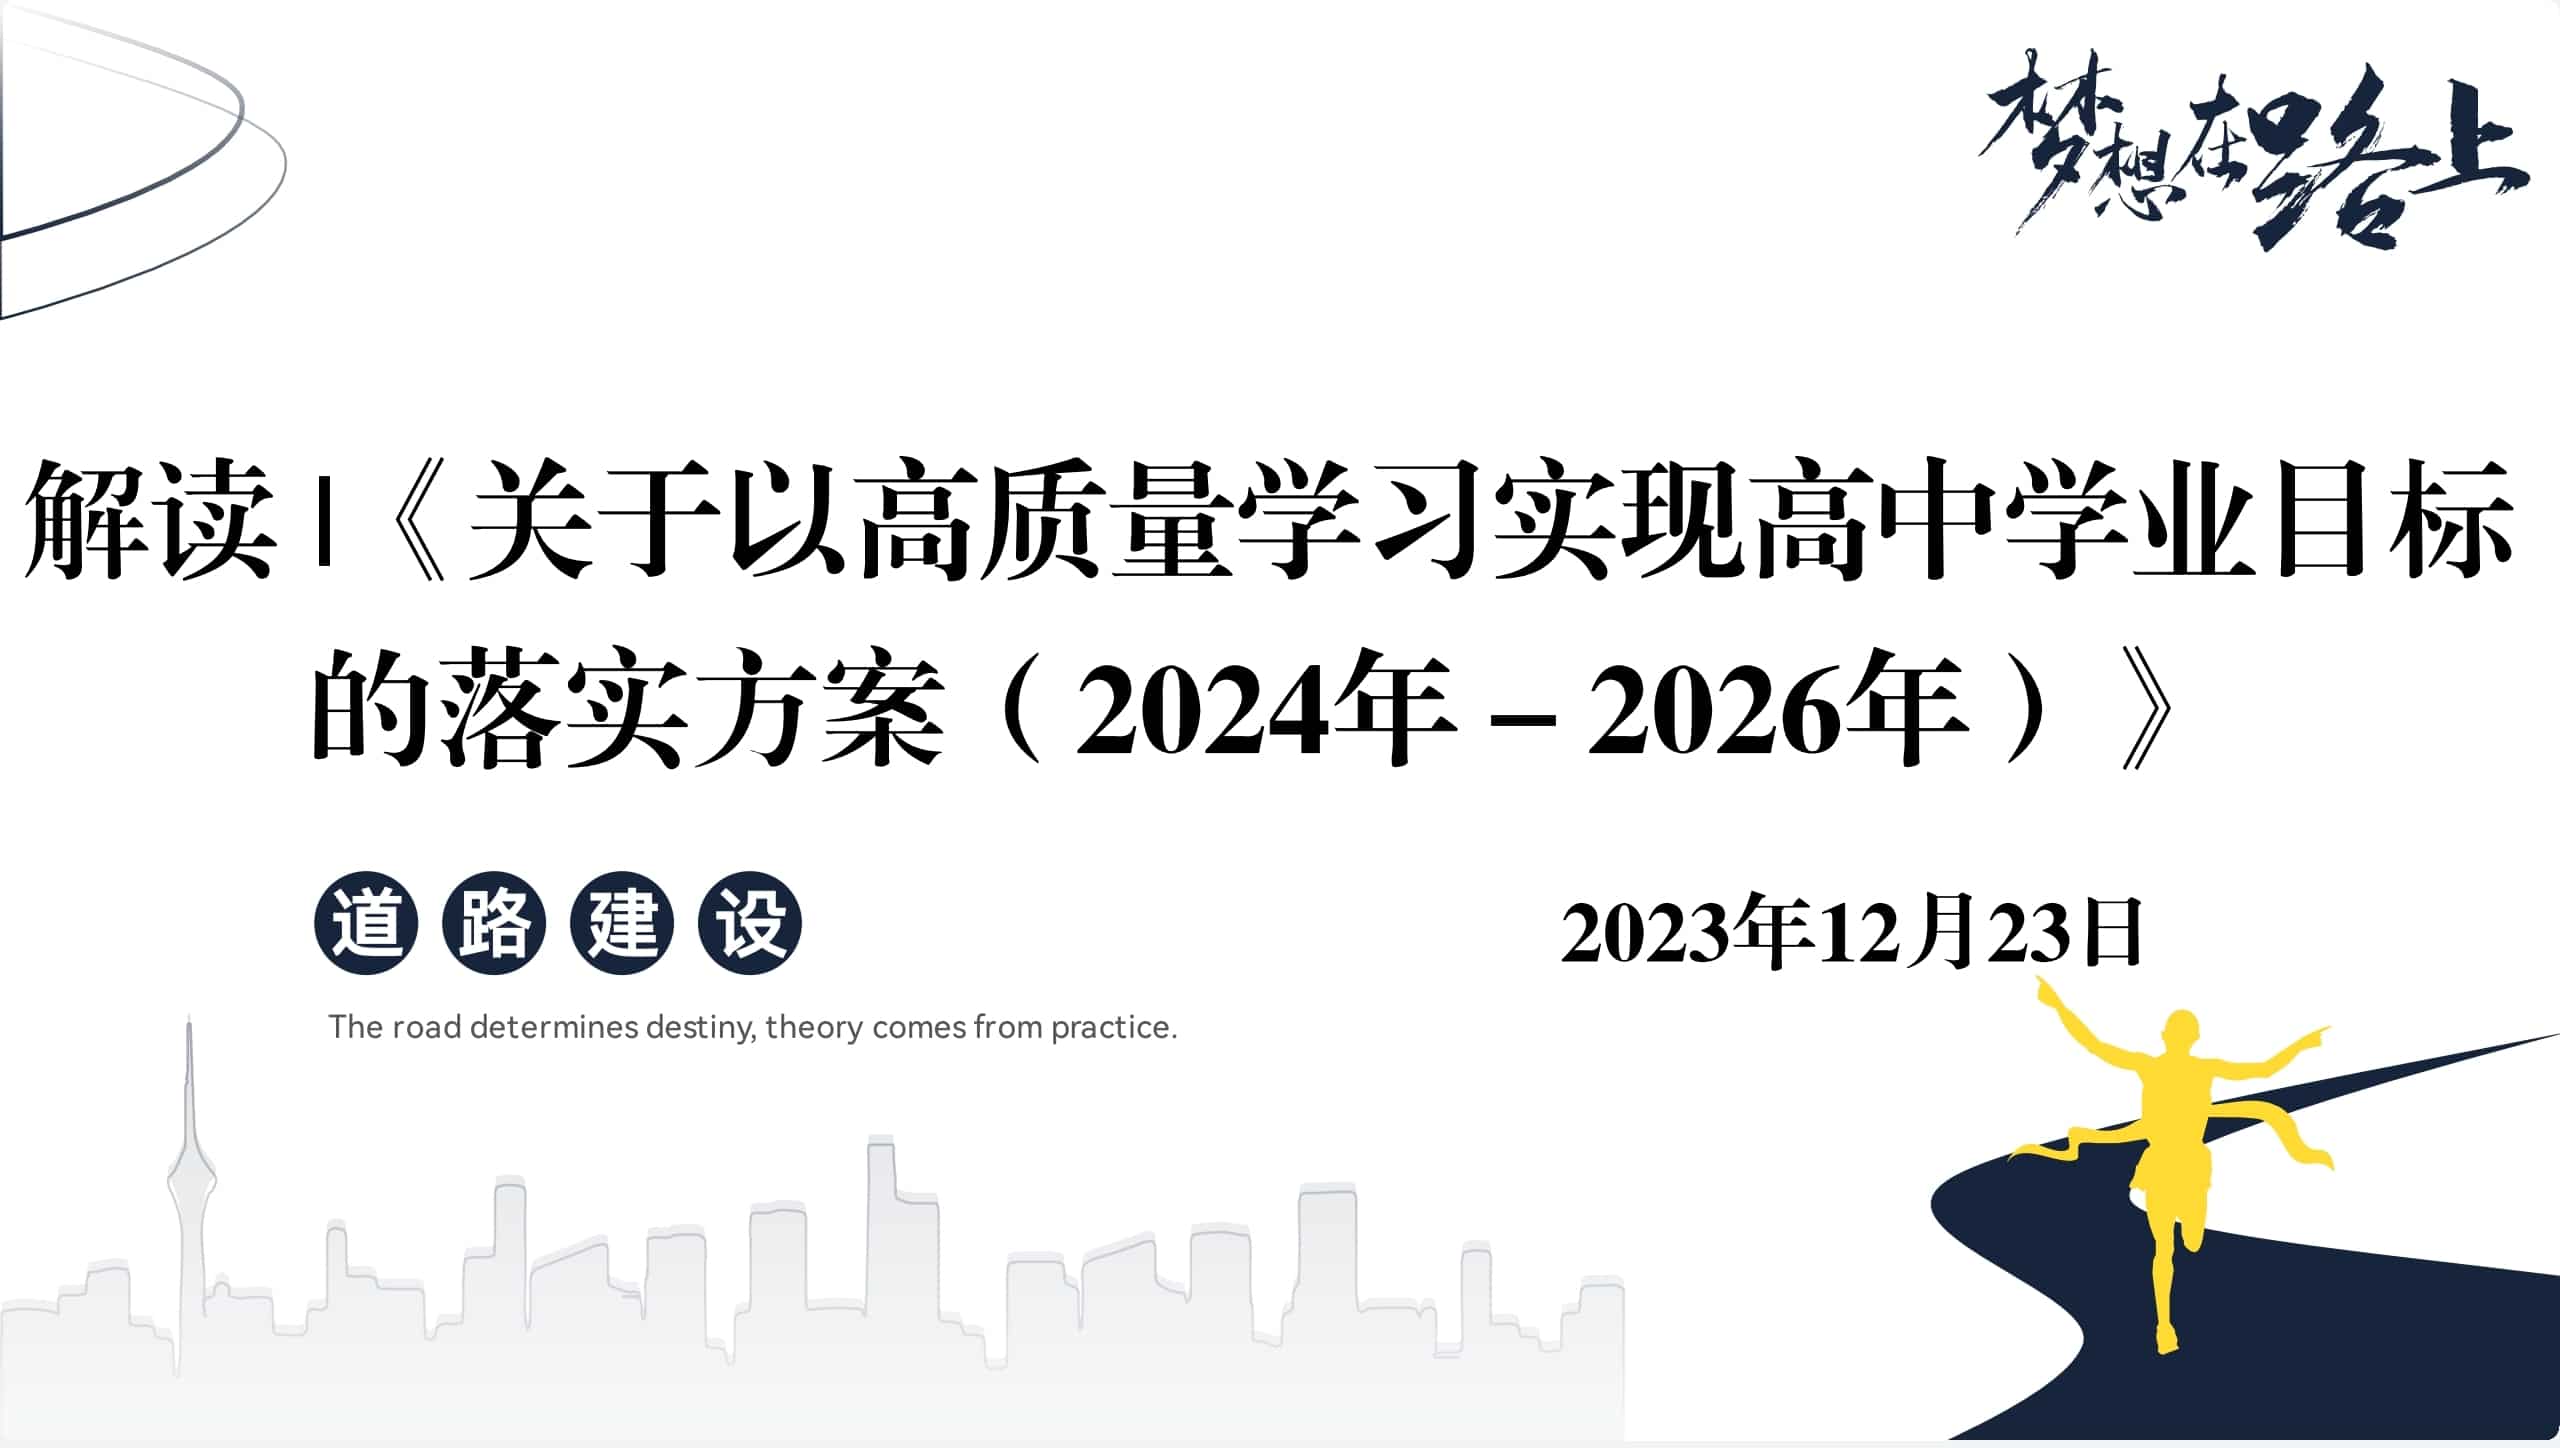 梦想在路上
解读 |《关于以高质量学习实现高中学业目标
的落实方案（2024年－2026年）》
道路建设
2023年12月23日
The road determines destiny, theory comes from practice.